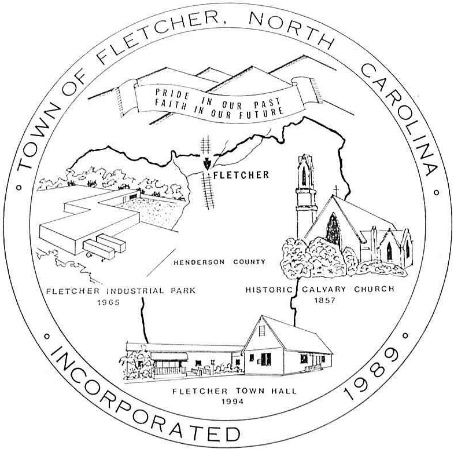 TOWN OF FLETCHER, NORTH CAROLINA
PRIDE IN OUR PAST
FAITH IN OUR FUTURE
FLETCHER
HENDERSON COUNTY
FLETCHER INDUSTRIAL PARK
1965
HISTORIC CALVARY CHURCH
1857
FLETCHER TOWN HALL
1994
INCORPORATED 1989